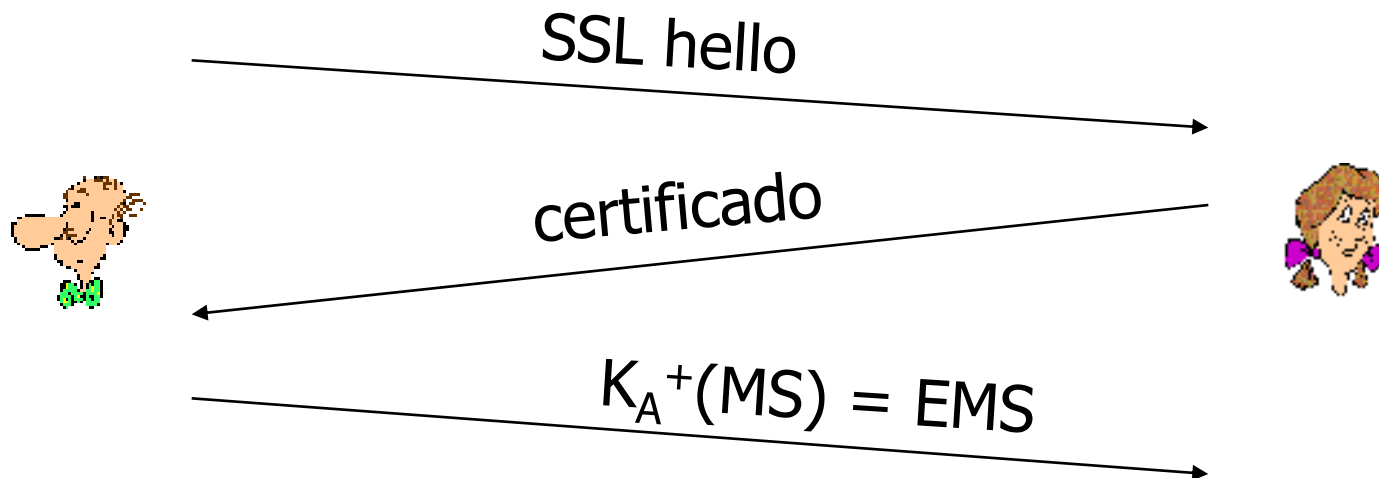 SSL hello
certificado
K_A^+(MS) = EMS